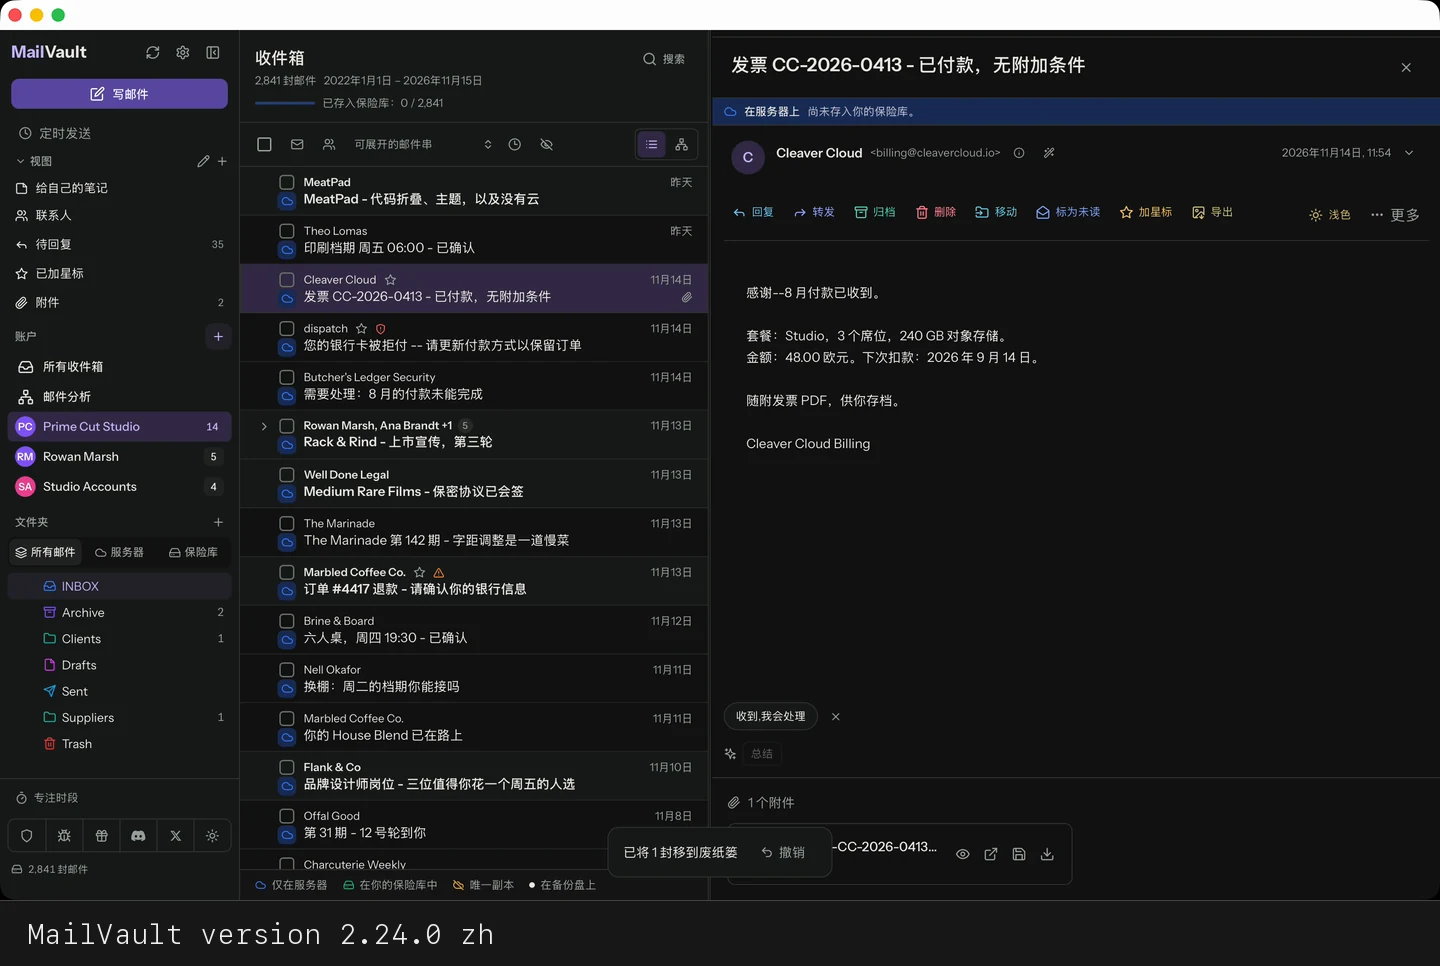 MailVault
写邮件
定时发送
视图
给自己的笔记
联系人
待回复 35
已加星标
附件 2
账户
所有收件箱
邮件分析
PC Prime Cut Studio 14
RM Rowan Marsh 5
SA Studio Accounts 4
文件夹
所有邮件 服务器 保险库
INBOX
Archive 2
Clients 1
Drafts
Sent
Suppliers 1
Trash
专注时段
2,841 封邮件
收件箱
搜索
2,841 封邮件 2022年1月1日 – 2026年11月15日
已存入保险库：0 / 2,841
可展开的邮件串
MeatPad 昨天
MeatPad - 代码折叠、主题，以及没有云
Theo Lomas 昨天
印刷档期 周五 06:00 - 已确认
Cleaver Cloud 11月14日
发票 CC-2026-0413 - 已付款，无附加条件
dispatch 11月14日
您的银行卡被拒付 -- 请更新付款方式以保留订单
Butcher's Ledger Security 11月14日
需要处理：8 月的付款未能完成
Rowan Marsh, Ana Brandt +1 5 11月13日
Rack & Rind - 上市宣传，第三轮
Well Done Legal 11月13日
Medium Rare Films - 保密协议已会签
The Marinade 11月13日
The Marinade 第 142 期 - 字距调整是一道慢菜
Marbled Coffee Co. 11月13日
订单 #4417 退款 - 请确认你的银行信息
Brine & Board 11月12日
六人桌，周四 19:30 - 已确认
Nell Okafor 11月11日
换棚：周二的档期你能接吗
Marbled Coffee Co. 11月11日
你的 House Blend 已在路上
Flank & Co 11月10日
品牌设计师岗位 - 三位值得你花一个周五的人选
Offal Good 11月8日
第 31 期 - 12 号轮到你
Charcuterie Weekly
仅在服务器 在你的保险库中 唯一副本 在备份盘上
发票 CC-2026-0413 - 已付款，无附加条件
在服务器上 尚未存入你的保险库。
C Cleaver Cloud <billing@cleavercloud.io> 2026年11月14日, 11:54
回复 转发 归档 删除 移动 标为未读 加星标 导出 浅色 更多
感谢--8 月付款已收到。
套餐：Studio，3 个席位，240 GB 对象存储。
金额：48.00 欧元。下次扣款：2026 年 9 月 14 日。
随附发票 PDF，供你存档。
Cleaver Cloud Billing
收到,我会处理
总结
1 个附件
-CC-2026-0413...
已将 1 封移到废纸篓 撤销
MailVault version 2.24.0 zh